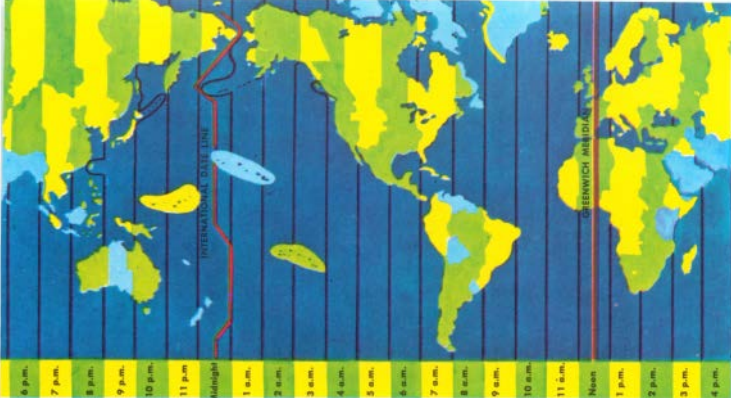 INTERNATIONAL DATE LINE
GREENWICH MERIDIAN
6 p.m.
7 p.m.
8 p.m.
9 p.m.
10 p.m.
11 p.m.
Midnight
1 a.m.
2 a.m.
3 a.m.
4 a.m.
5 a.m.
6 a.m.
7 a.m.
8 a.m.
9 a.m.
10 a.m.
11 a.m.
Noon
1 p.m.
2 p.m.
3 p.m.
4 p.m.